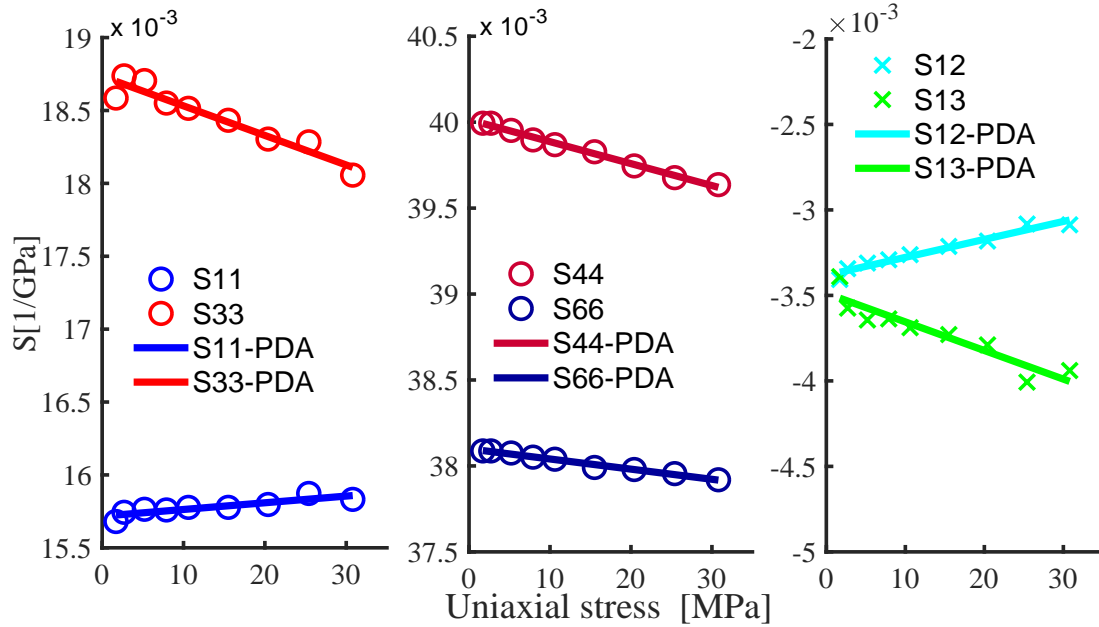 x 10-3
19
18.5
18
17.5
17
16.5
16
15.5
S[1/GPa]
S11
S33
S11-PDA
S33-PDA
0 10 20 30
x 10-3
40.5
40
39.5
39
38.5
38
37.5
S44
S66
S44-PDA
S66-PDA
0 10 20 30
Uniaxial stress [MPa]
×10-3
-2
-2.5
-3
-3.5
-4
-4.5
-5
S12
S13
S12-PDA
S13-PDA
0 10 20 30